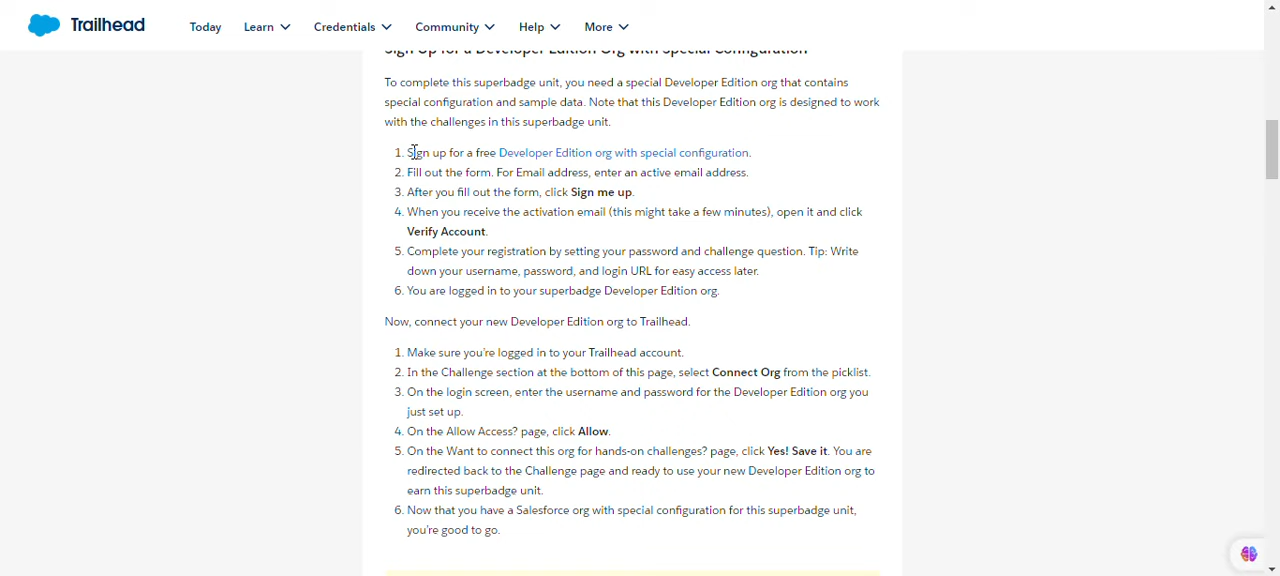 Trailhead
Today
Learn
Credentials
Community
Help
More
Sign Up for a Developer Edition Org with Special Configuration
To complete this superbadge unit, you need a special Developer Edition org that contains
special configuration and sample data. Note that this Developer Edition org is designed to work
with the challenges in this superbadge unit.
1. Sign up for a free Developer Edition org with special configuration.
2. Fill out the form. For Email address, enter an active email address.
3. After you fill out the form, click Sign me up.
4. When you receive the activation email (this might take a few minutes), open it and click
Verify Account.
5. Complete your registration by setting your password and challenge question. Tip: Write
down your username, password, and login URL for easy access later.
6. You are logged in to your superbadge Developer Edition org.
Now, connect your new Developer Edition org to Trailhead.
1. Make sure you're logged in to your Trailhead account.
2. In the Challenge section at the bottom of this page, select Connect Org from the picklist.
3. On the login screen, enter the username and password for the Developer Edition org you
just set up.
4. On the Allow Access? page, click Allow.
5. On the Want to connect this org for hands-on challenges? page, click Yes! Save it. You are
redirected back to the Challenge page and ready to use your new Developer Edition org to
earn this superbadge unit.
6. Now that you have a Salesforce org with special configuration for this superbadge unit,
you're good to go.